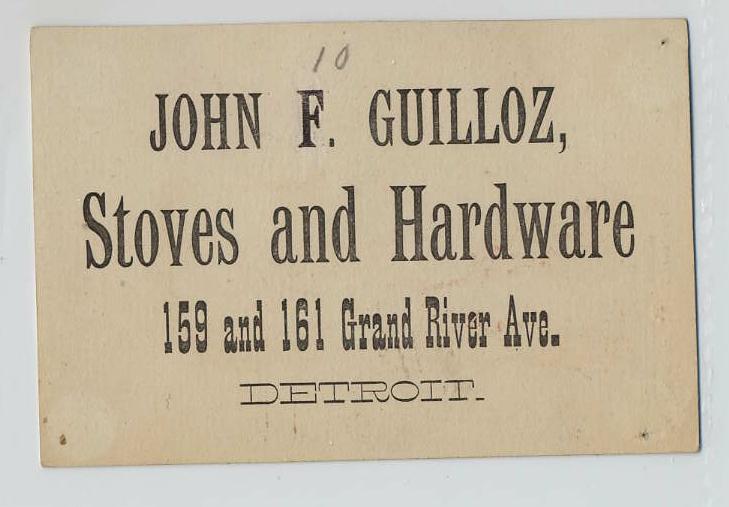 10
JOHN F. GUILLOZ,
Stoves and Hardware
159 and 161 Grand River Ave.
DETROIT.